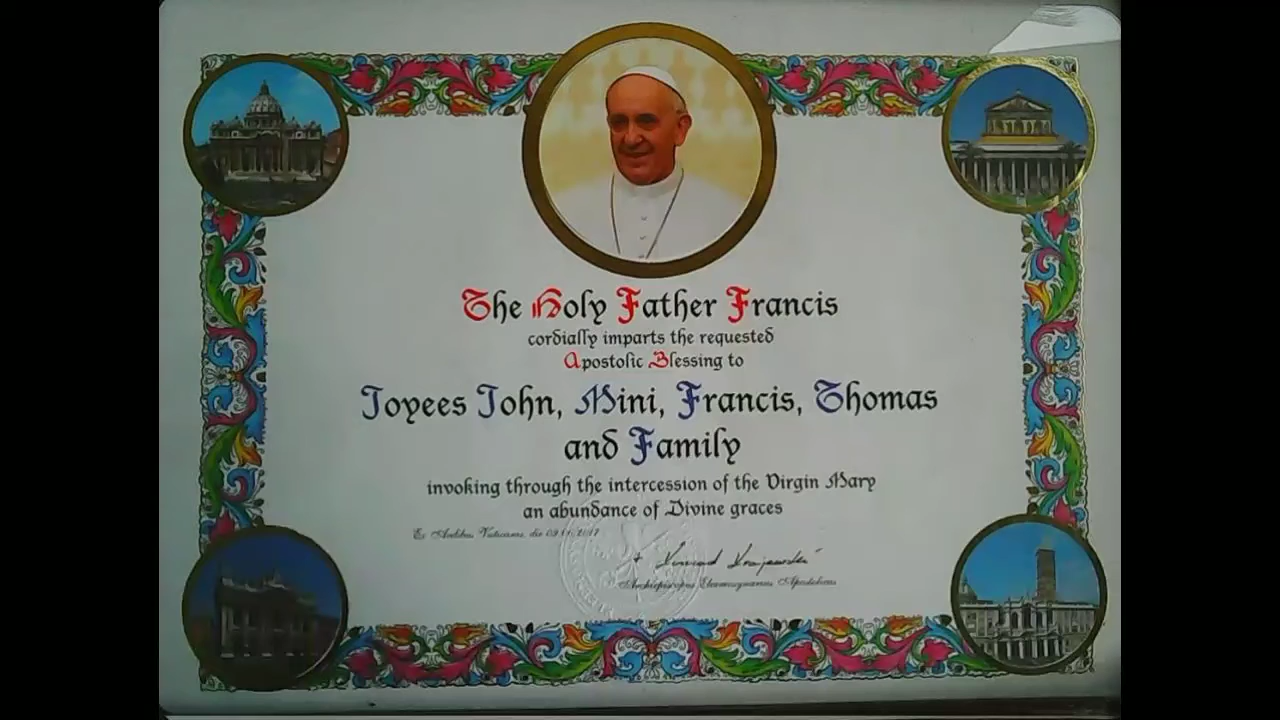 The Holy Father Francis
cordially imparts the requested
Apostolic Blessing to
Joyees John, Mini, Francis, Thomas
and Family
invoking through the intercession of the Virgin Mary
an abundance of Divine graces
Ex Aedibus Vaticanis, die
Archiepiscopus Eleemosynarius Apostolicus